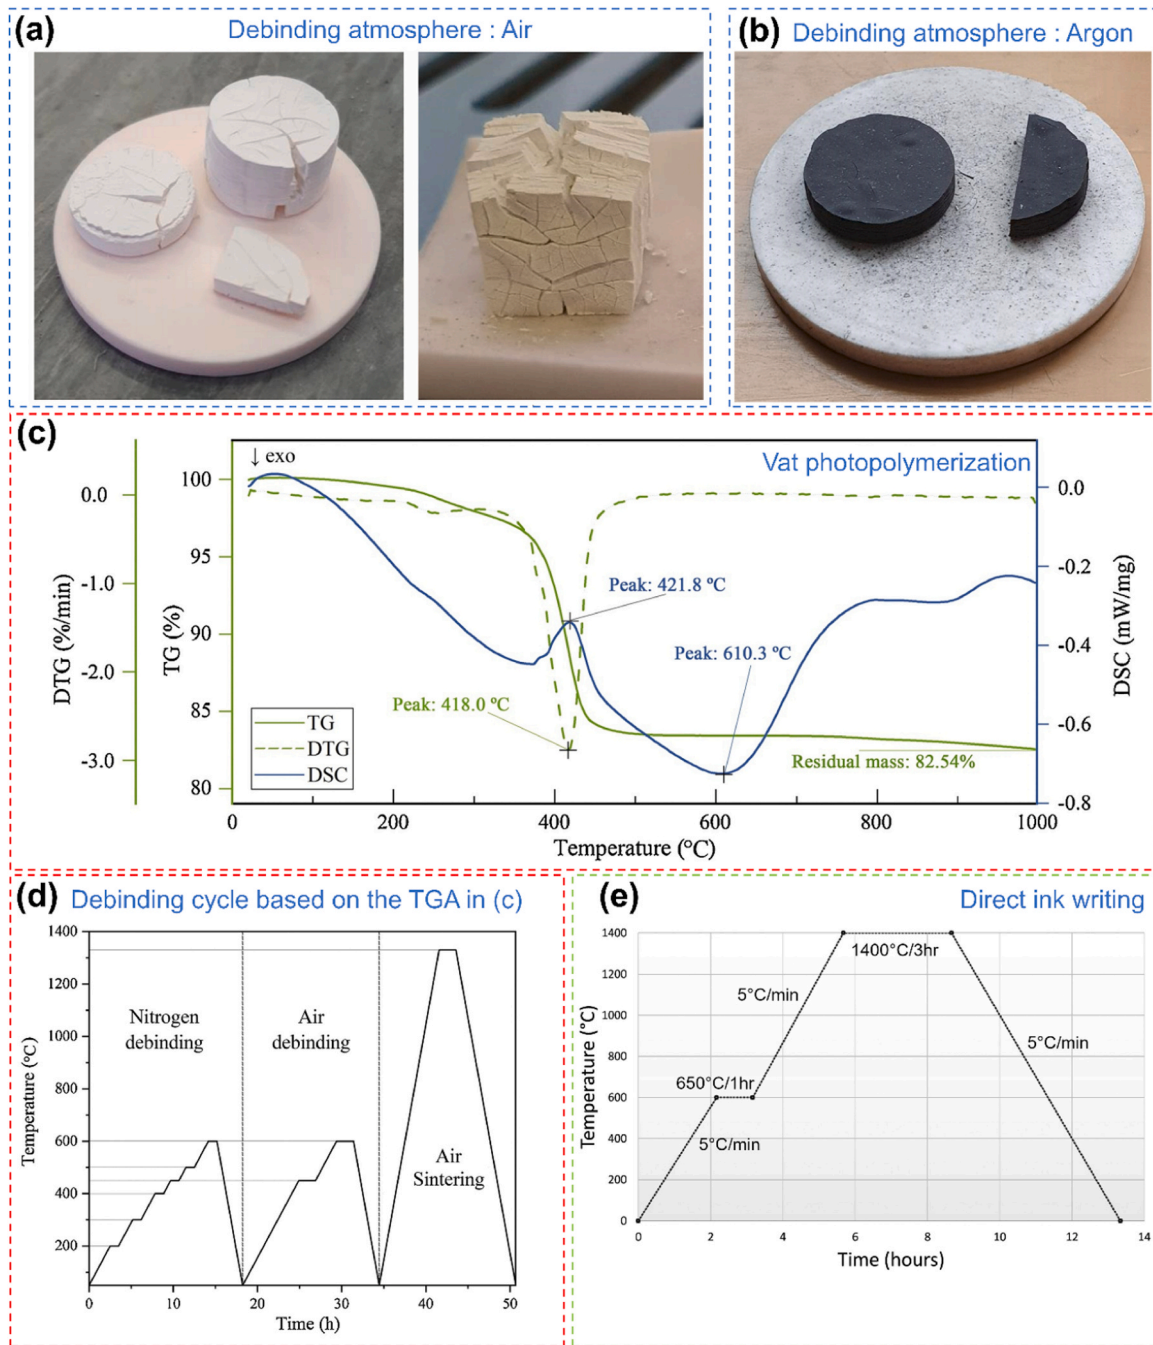 (a)
Debinding atmosphere : Air
(b)
Debinding atmosphere : Argon
(c)
Vat photopolymerization
↓ exo
DTG (%/min)
0.0
-1.0
-2.0
-3.0
TG (%)
100
95
90
85
80
Peak: 421.8 ºC
Peak: 610.3 ºC
Peak: 418.0 ºC
Residual mass: 82.54%
TG
DTG
DSC
DSC (mW/mg)
0.0
-0.2
-0.4
-0.6
-0.8
0
200
400
600
800
1000
Temperature (°C)
(d)
Debinding cycle based on the TGA in (c)
Temperature (°C)
1400
1200
1000
800
600
400
200
Nitrogen
debinding
Air
debinding
Air
Sintering
0
10
20
30
40
50
Time (h)
(e)
Direct ink writing
Temperature (°C)
1400
1200
1000
800
600
400
200
0
1400°C/3hr
5°C/min
5°C/min
650°C/1hr
5°C/min
0
2
4
6
8
10
12
14
Time (hours)